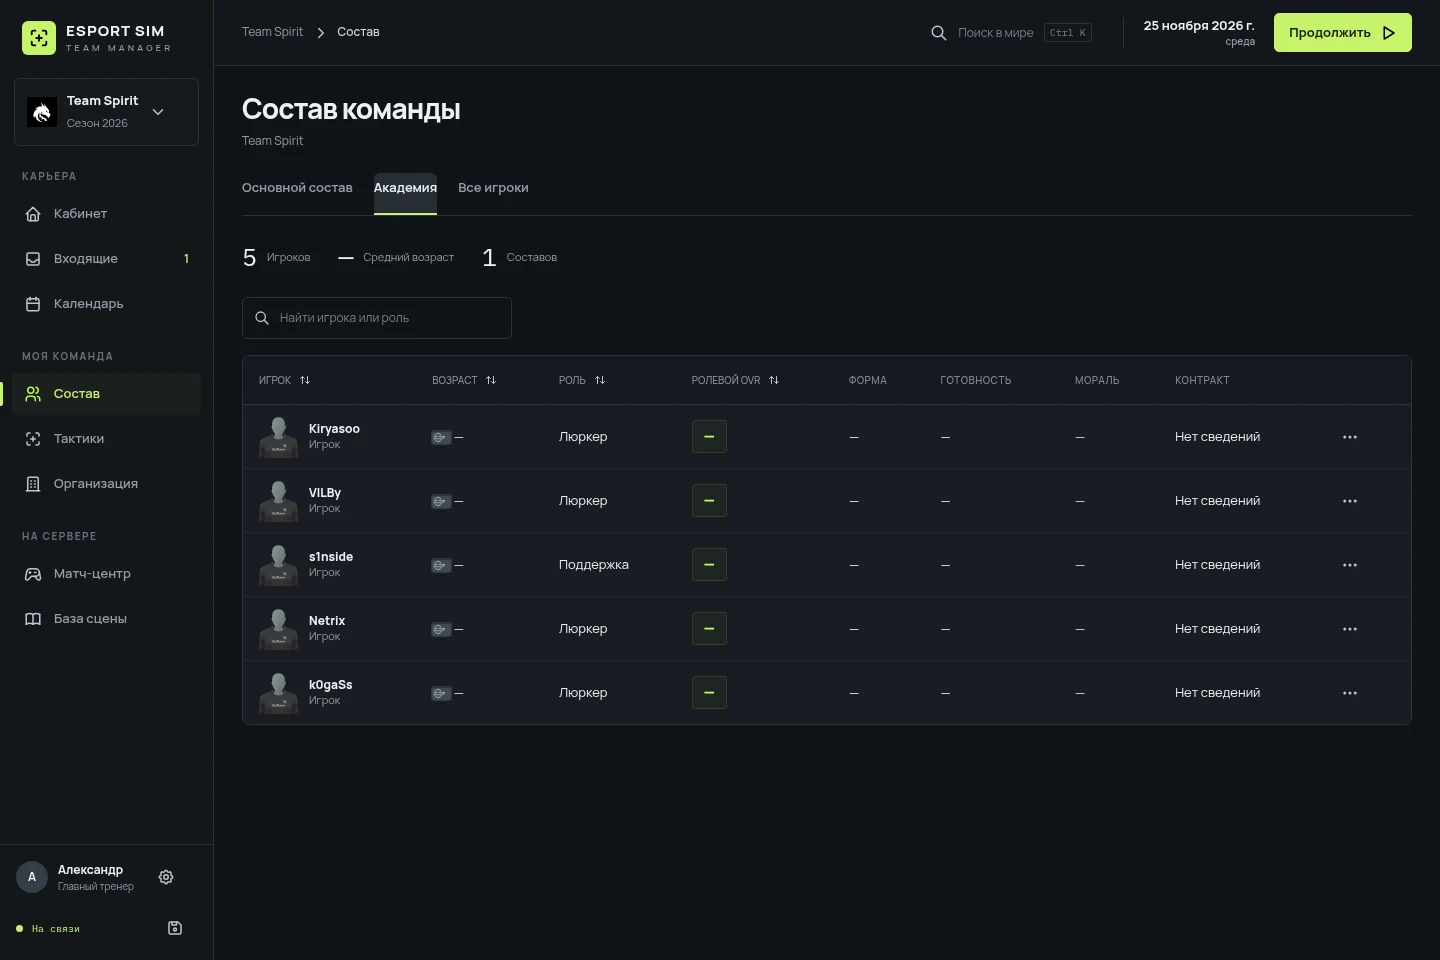 ESPORT SIM
TEAM MANAGER
Team Spirit
Сезон 2026
КАРЬЕРА
Кабинет
Входящие 1
Календарь
МОЯ КОМАНДА
Состав
Тактики
Организация
НА СЕРВЕРЕ
Матч-центр
База сцены
А Александр
Главный тренер
На связи
Team Spirit Состав
Поиск в мире Ctrl K
25 ноября 2026 г.
среда
Продолжить
Состав команды
Team Spirit
Основной состав Академия Все игроки
5 Игроков — Средний возраст 1 Составов
Найти игрока или роль
ИГРОК ВОЗРАСТ РОЛЬ РОЛЕВОЙ OVR ФОРМА ГОТОВНОСТЬ МОРАЛЬ КОНТРАКТ
Kiryasoo
Игрок
— Люркер — — — — Нет сведений
VILBy
Игрок
— Люркер — — — — Нет сведений
s1nside
Игрок
— Поддержка — — — — Нет сведений
Netrix
Игрок
— Люркер — — — — Нет сведений
k0gaSs
Игрок
— Люркер — — — — Нет сведений